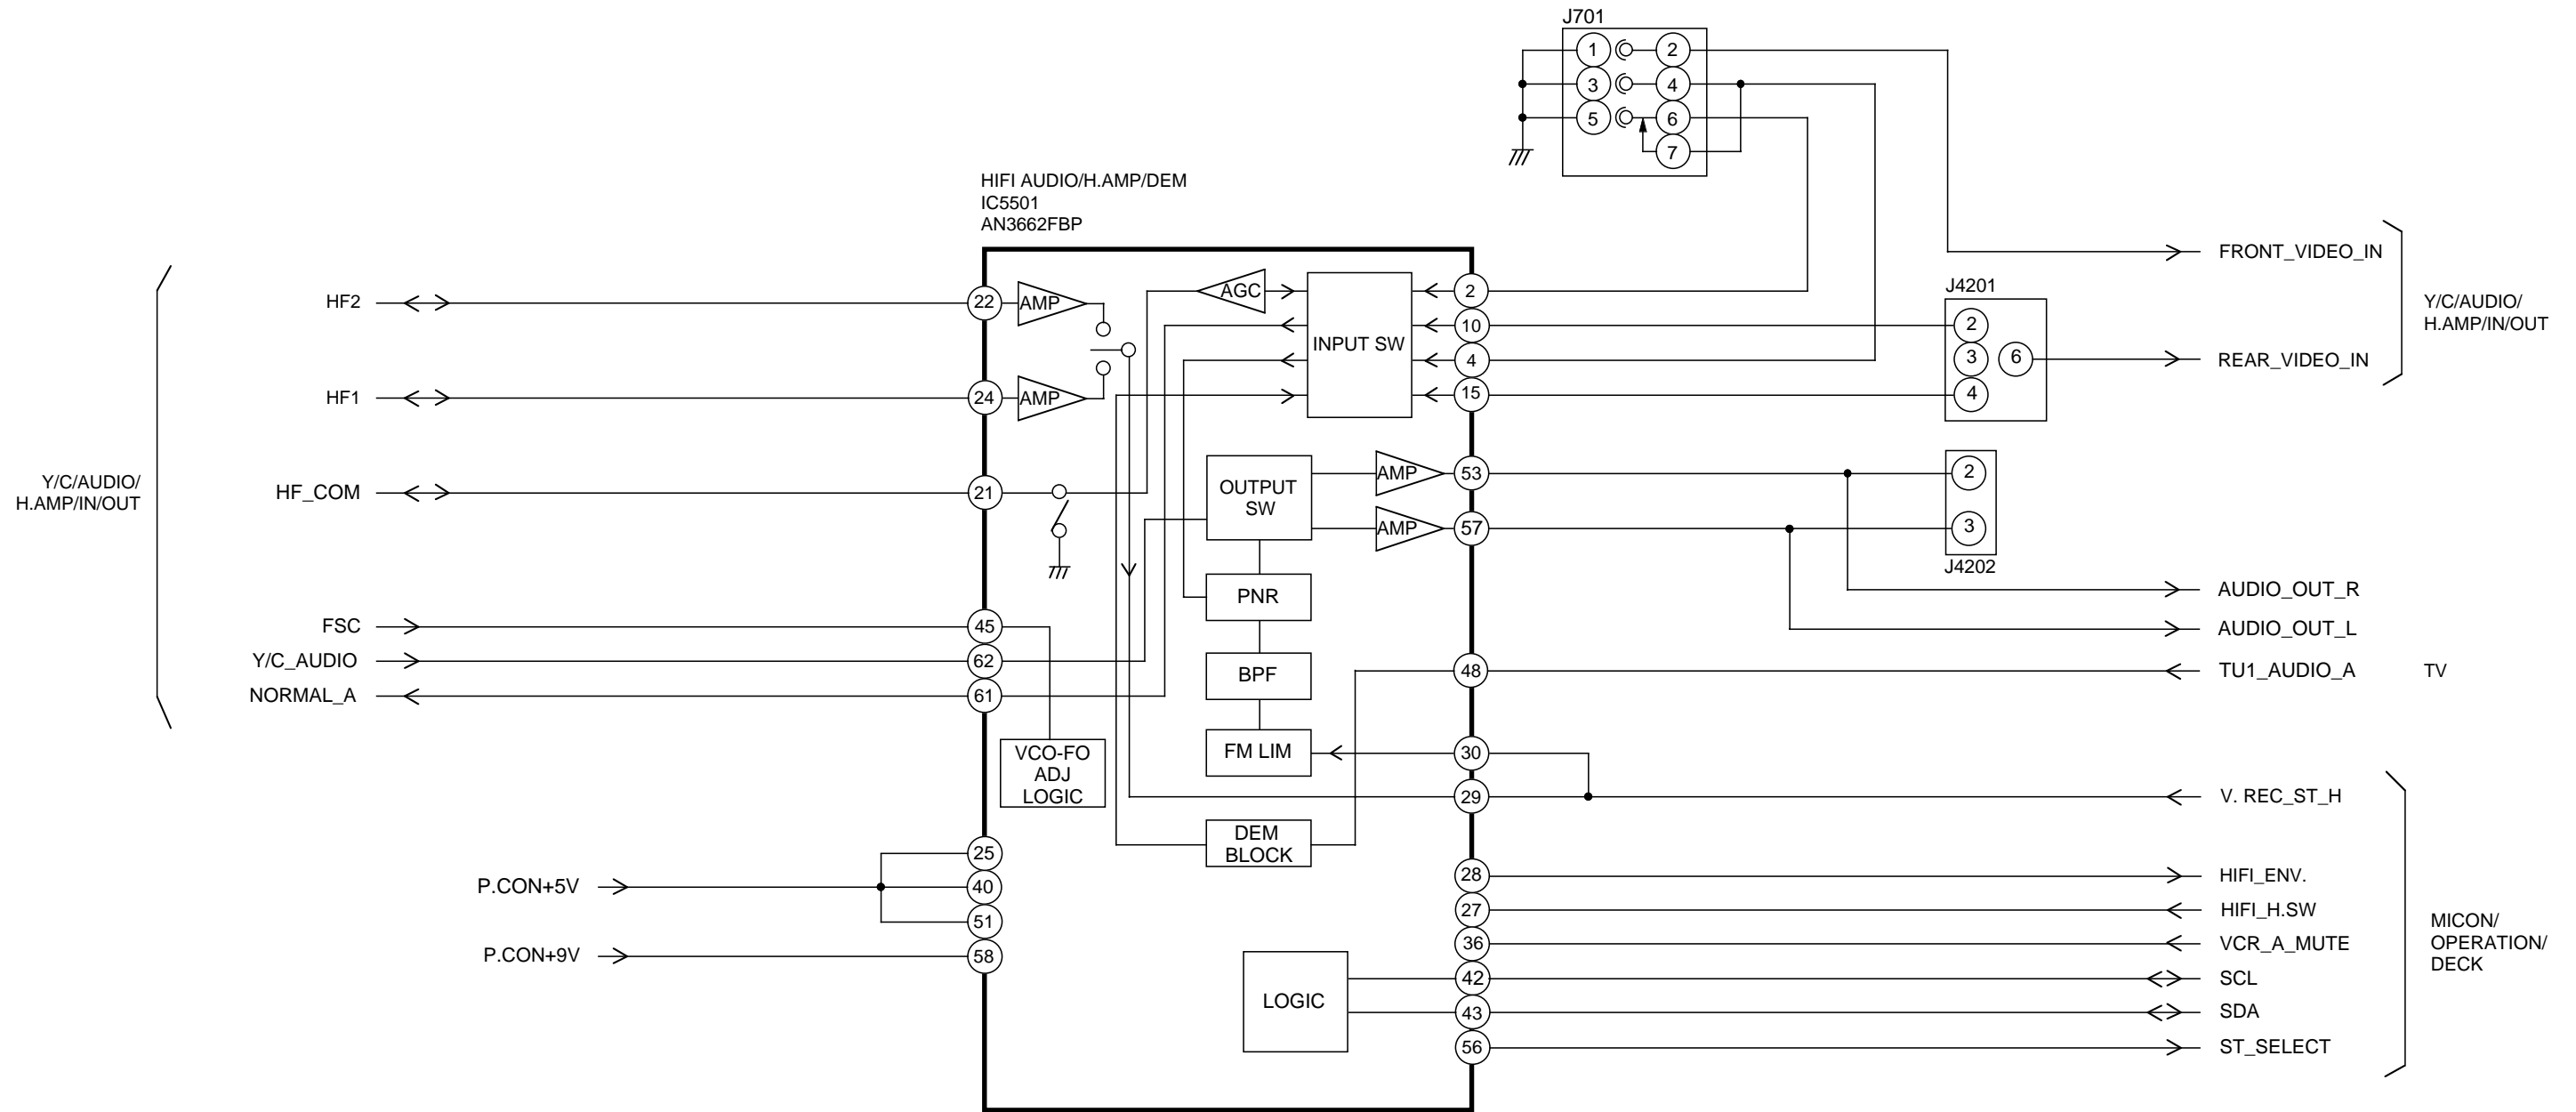 J701
1
2
3
4
5
6
7
HIFI AUDIO/H.AMP/DEM
IC5501
AN3662FBP
HF2
22
AMP
AGC
INPUT SW
2
10
4
15
FRONT_VIDEO_IN
J4201
2
3
6
4
Y/C/AUDIO/
H.AMP/IN/OUT
REAR_VIDEO_IN
HF1
24
AMP
Y/C/AUDIO/
H.AMP/IN/OUT
HF_COM
21
OUTPUT
SW
AMP
53
AMP
57
2
3
J4202
PNR
AUDIO_OUT_R
AUDIO_OUT_L
FSC
45
Y/C_AUDIO
62
NORMAL_A
61
BPF
48
TU1_AUDIO_A
TV
VCO-FO
ADJ
LOGIC
FM LIM
30
29
V. REC_ST_H
DEM
BLOCK
25
P.CON+5V
40
51
P.CON+9V
58
28
HIFI_ENV.
27
HIFI_H.SW
36
VCR_A_MUTE
MICON/
OPERATION/
DECK
LOGIC
42
SCL
43
SDA
56
ST_SELECT